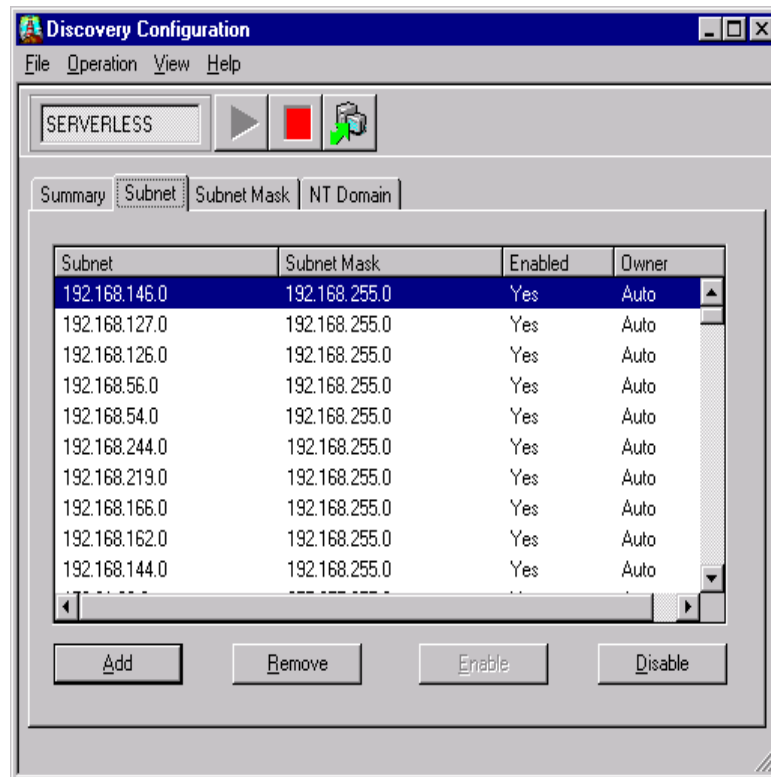 Discovery Configuration
File Operation View Help
SERVERLESS
Summary Subnet Subnet Mask NT Domain
Subnet Subnet Mask Enabled Owner
192.168.146.0 192.168.255.0 Yes Auto
192.168.127.0 192.168.255.0 Yes Auto
192.168.126.0 192.168.255.0 Yes Auto
192.168.56.0 192.168.255.0 Yes Auto
192.168.54.0 192.168.255.0 Yes Auto
192.168.244.0 192.168.255.0 Yes Auto
192.168.219.0 192.168.255.0 Yes Auto
192.168.166.0 192.168.255.0 Yes Auto
192.168.162.0 192.168.255.0 Yes Auto
192.168.144.0 192.168.255.0 Yes Auto
Add Remove Enable Disable